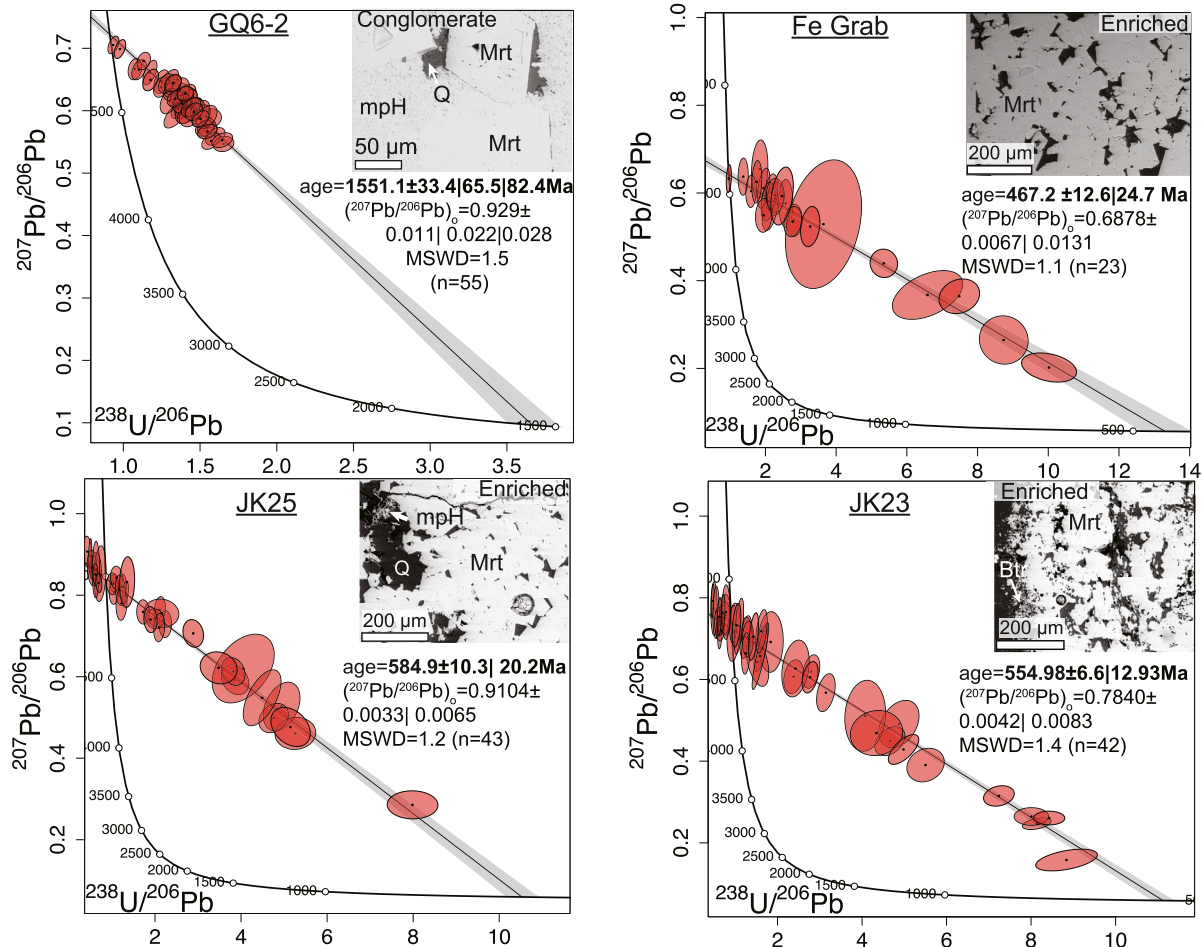 GQ6-2
Conglomerate
Mrt
Q
mpH
Mrt
50 µm
age=1551.1±33.4|65.5|82.4Ma
(²⁰⁷Pb/²⁰⁶Pb)ₒ=0.929±
0.011| 0.022|0.028
MSWD=1.5
(n=55)
²⁰⁷Pb/²⁰⁶Pb
0.7
0.6
0.5
0.4
0.3
0.2
0.1
500
4000
3500
3000
2500
2000
1500
²³⁸U/²⁰⁶Pb
1.0 1.5 2.0 2.5 3.0 3.5
Fe Grab
Enriched
Mrt
200 µm
age=467.2 ±12.6|24.7 Ma
(²⁰⁷Pb/²⁰⁶Pb)ₒ=0.6878±
0.0067| 0.0131
MSWD=1.1 (n=23)
²⁰⁷Pb/²⁰⁶Pb
1.0
0.8
0.6
0.4
0.2
00
000
3500
3000
2500
2000
1500
1000
500
²³⁸U/²⁰⁶Pb
2 4 6 8 10 12 14
JK25
Enriched
mpH
Mrt
Q
200 µm
age=584.9±10.3| 20.2Ma
(²⁰⁷Pb/²⁰⁶Pb)ₒ=0.9104±
0.0033| 0.0065
MSWD=1.2 (n=43)
²⁰⁷Pb/²⁰⁶Pb
1.0
0.8
0.6
0.4
0.2
500
000
3500
3000
2500
2000
1500
1000
²³⁸U/²⁰⁶Pb
2 4 6 8 10
JK23
Enriched
Mrt
200 µm
age=554.98±6.6|12.93Ma
(²⁰⁷Pb/²⁰⁶Pb)ₒ=0.7840±
0.0042| 0.0083
MSWD=1.4 (n=42)
²⁰⁷Pb/²⁰⁶Pb
1.0
0.8
0.6
0.4
0.2
00
500
000
3500
3000
2500
2000
1500
1000
5
²³⁸U/²⁰⁶Pb
2 4 6 8 10